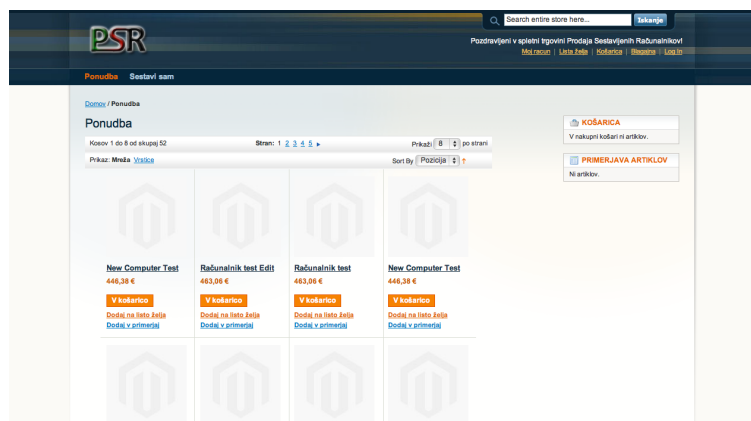 PSR
Search entire store here...
Iskanje
Pozdravljeni v spletni trgovini Prodaja Sestavljenih Računalnikov!
Moj racun | Lista želja | Košarica | Blagajna | Log In
Ponudba Sestavi sam
Domov / Ponudba
Ponudba
Kosov 1 do 8 od skupaj 52 Stran: 1 2 3 4 5 Prikaži 8 po strani
Prikaz: Mreža Vrstice Sort By Pozicija
New Computer Test Računalnik test Edit Računalnik test New Computer Test
446,38 € 463,06 € 463,06 € 446,38 €
V košarico V košarico V košarico V košarico
Dodaj na listo želja Dodaj na listo želja Dodaj na listo želja Dodaj na listo želja
Dodaj v primerjaj Dodaj v primerjaj Dodaj v primerjaj Dodaj v primerjaj
KOŠARICA
V nakupni košari ni artiklov.
PRIMERJAVA ARTIKLOV
Ni artiklov.